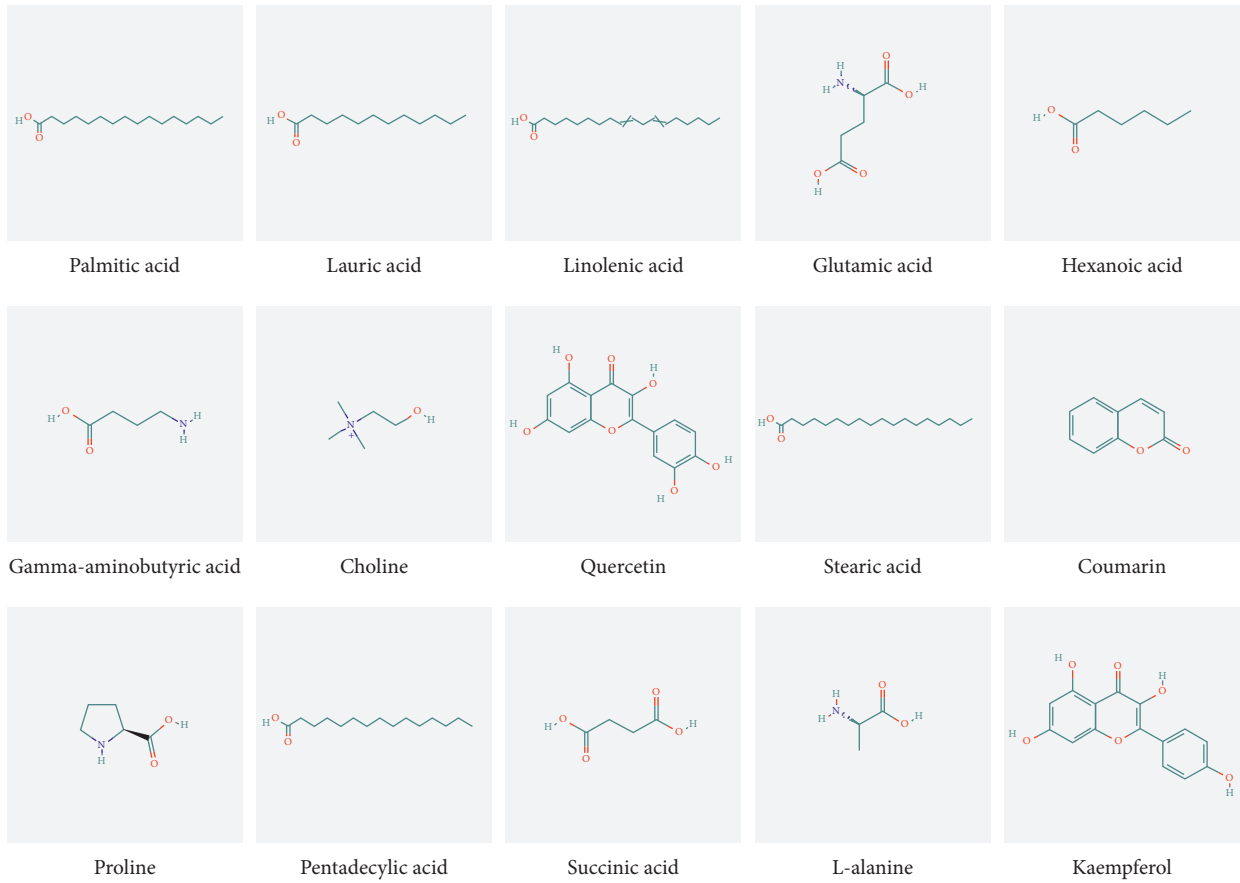 Palmitic acid
Lauric acid
Linolenic acid
Glutamic acid
Hexanoic acid
Gamma-aminobutyric acid
Choline
Quercetin
Stearic acid
Coumarin
Proline
Pentadecylic acid
Succinic acid
L-alanine
Kaempferol